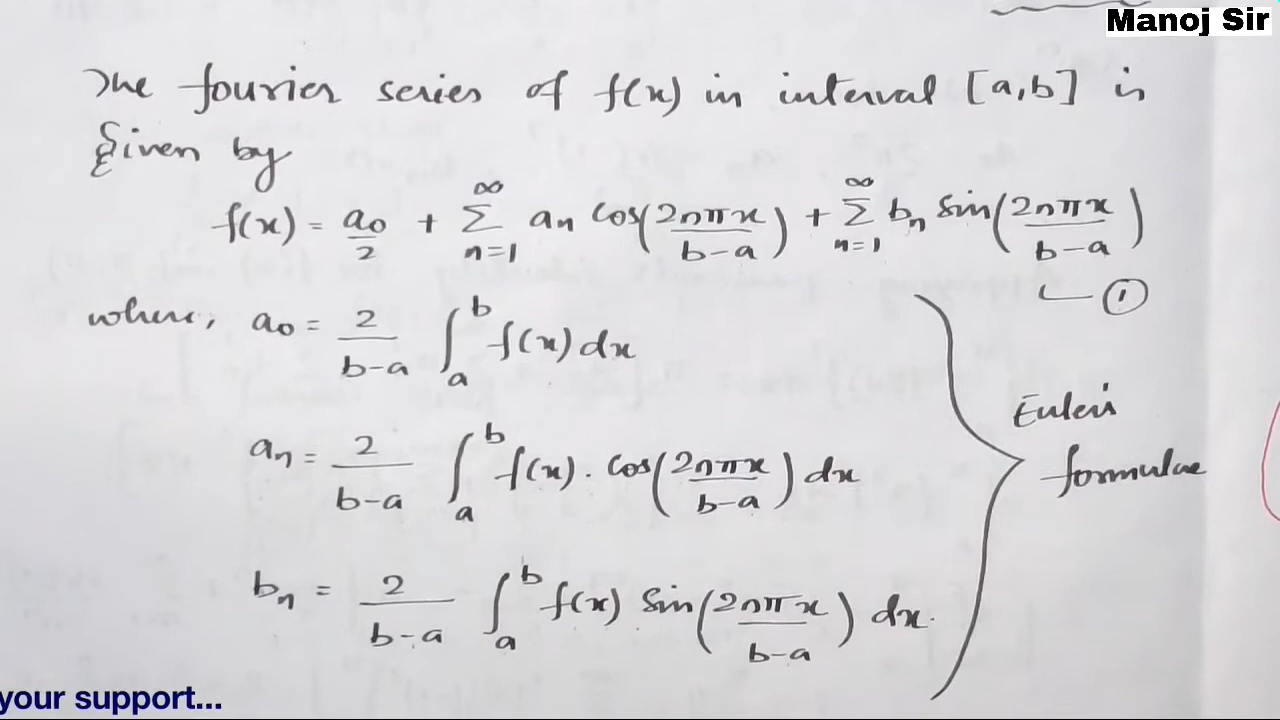 Manoj Sir
The fourier series of f(x) in interval [a,b] is
Given by
f(x) = a₀/2 + ∑_{n=1}^{∞} aₙ cos(2nπx/(b-a)) + ∑_{n=1}^{∞} bₙ sin(2nπx/(b-a))
①
where, a₀ = 2/(b-a) ∫_a^b f(x) dx
aₙ = 2/(b-a) ∫_a^b f(x). cos(2nπx/(b-a)) dx
Euler's
formulae
bₙ = 2/(b-a) ∫_a^b f(x) sin(2nπx/(b-a)) dx.
your support...